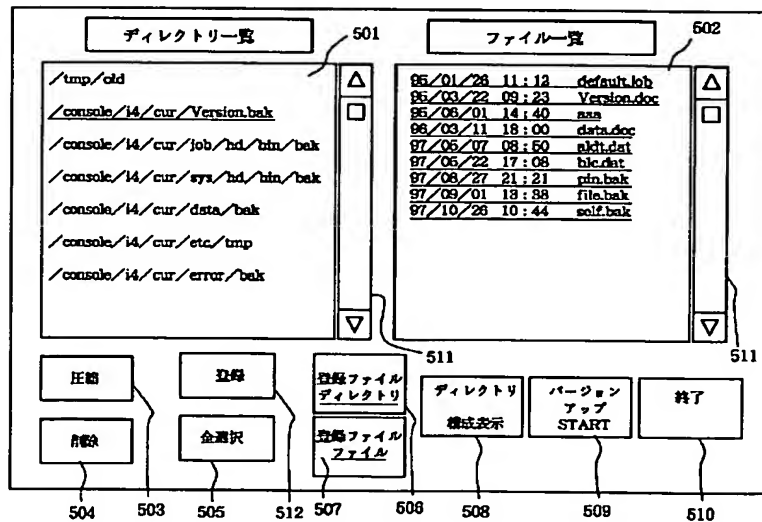 ディレクトリ一覧
501
/tmp/old
/console/i4/cur/Version.bak
/console/i4/cur/job/hd/bin/bak
/console/i4/cur/sys/hd/bin/bak
/console/i4/cur/data/bak
/console/i4/cur/etc/tmp
/console/i4/cur/error/bak
ファイル一覧
502
95/01/26 11:12 default.lob
95/03/22 09:23 Version.doc
95/06/01 14:40 aaa
96/03/11 18:00 data.doc
97/05/07 08:50 akit.dat
97/05/22 17:08 blc.dat
97/08/27 21:21 pin.bak
97/09/01 13:38 file.bak
97/10/26 10:44 self.bak
511
511
圧縮
登録
登録ファイル
ディレクトリ
ディレクトリ
構成表示
バージョン
アップ
START
終了
削除
全選択
登録ファイル
ファイル
504
503
505
512
507
506
508
509
510